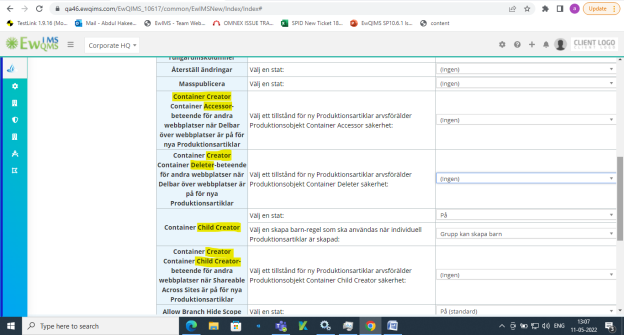 qa46.ewqims.com/EwQIMS_10617/common/EwIMSNew/Index/Index#
Update
TestLink 1.9.16 (Mo...
Mail - Abdul Hakee...
EwIMS - Team Web...
OMNEX ISSUE TRA...
SPID New Ticket 18...
EwQIMS SP10.6.1 Is...
content
EwQIMS
Corporate HQ
CLIENT LOGO
Återställ ändringar
Välj en stat:
(Ingen)
Masspublicera
Välj en stat:
(Ingen)
Container Creator
Container Accessor-
beteende för andra
webbplatser när Delbar
över webbplatser är på för
nya Produktionsartiklar
Välj ett tillstånd för ny Produktionsartiklar arvsförälder
Produktionsobjekt Container Accessor säkerhet:
(Ingen)
Container Creator
Container Deleter-beteende
för andra webbplatser när
Delbar över webbplatser är
på för nya
Produktionsartiklar
Välj ett tillstånd för ny Produktionsartiklar arvsförälder
Produktionsobjekt Container Deleter säkerhet:
(Ingen)
Container Child Creator
Välj en stat:
På
Välj en skapa barn-regel som ska användas när individuell
Produktionsartiklar är skapad:
Grupp kan skapa barn
Container Creator
Container Child Creator-
beteende för andra
webbplatser när Shareable
Across Sites är på för nya
Produktionsartiklar
Välj ett tillstånd för ny Produktionsartiklar arvsförälder
Produktionsobjekt Container Child Creator säkerhet:
(Ingen)
Allow Branch Hide Scope
Välj en stat:
På (standard)
Type here to search
ENG
13:07
11-05-2022